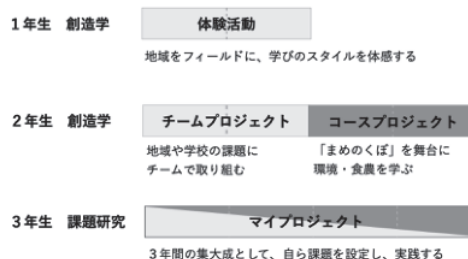 1年生 創造学
体験活動
地域をフィールドに、学びのスタイルを体感する
2年生 創造学
チームプロジェクト
コースプロジェクト
地域や学校の課題に
チームで取り組む
「まめのくぼ」を舞台に
環境・食農を学ぶ
3年生 課題研究
マイプロジェクト
3年間の集大成として、自ら課題を設定し、実践する